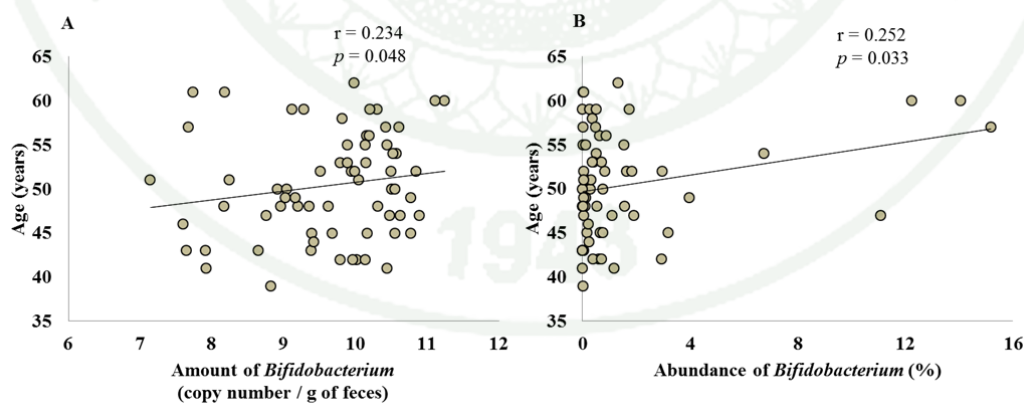 A
r = 0.234
p = 0.048
65
60
55
50
45
40
35
Age (years)
6 7 8 9 10 11 12
Amount of Bifidobacterium
(copy number / g of feces)
B
r = 0.252
p = 0.033
65
60
55
50
45
40
35
Age (years)
0 4 8 12 16
Abundance of Bifidobacterium (%)
1943